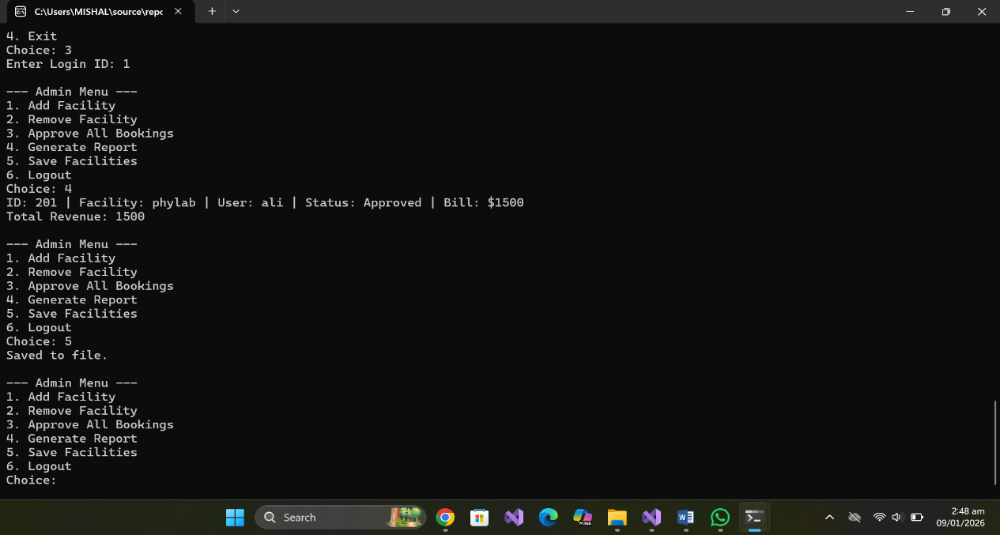 C:\Users\MISHAL\source\repo
4. Exit
Choice: 3
Enter Login ID: 1
--- Admin Menu ---
1. Add Facility
2. Remove Facility
3. Approve All Bookings
4. Generate Report
5. Save Facilities
6. Logout
Choice: 4
ID: 201 | Facility: phylab | User: ali | Status: Approved | Bill: $1500
Total Revenue: 1500
--- Admin Menu ---
1. Add Facility
2. Remove Facility
3. Approve All Bookings
4. Generate Report
5. Save Facilities
6. Logout
Choice: 5
Saved to file.
--- Admin Menu ---
1. Add Facility
2. Remove Facility
3. Approve All Bookings
4. Generate Report
5. Save Facilities
6. Logout
Choice:
Search
M365
2:48 am
09/01/2026